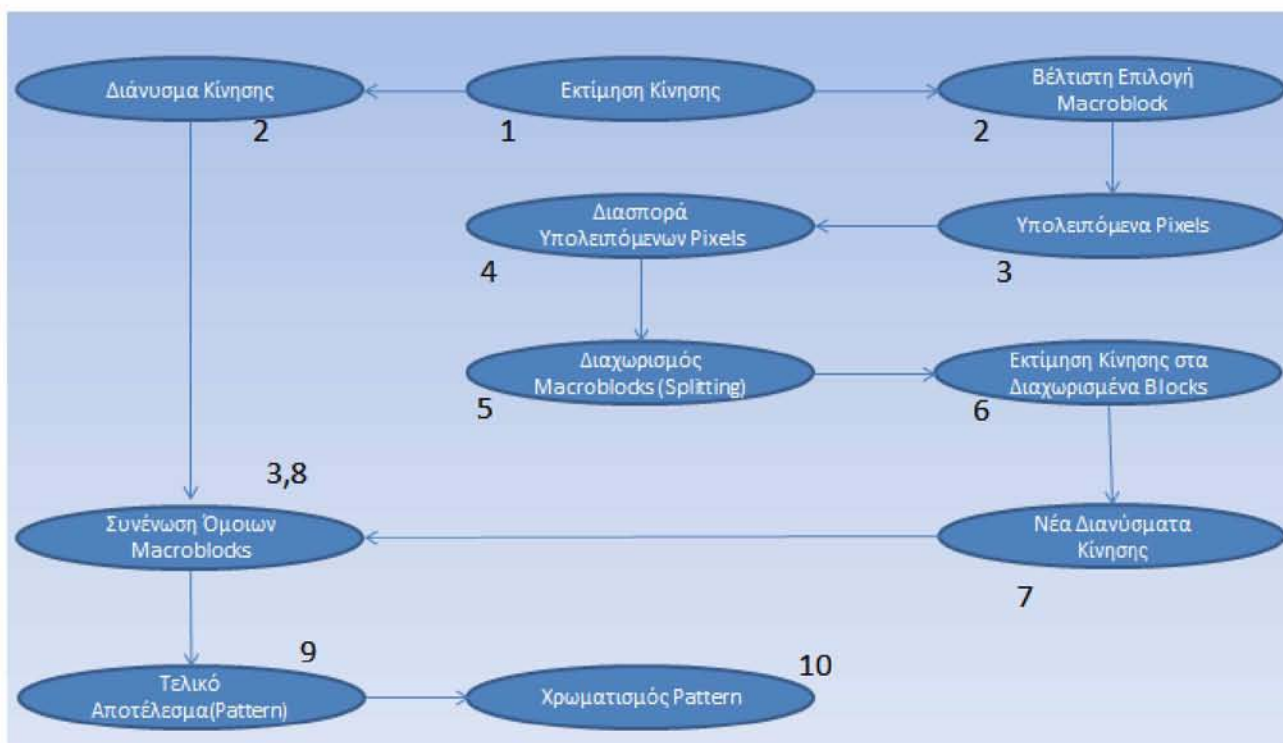 Διάνυσμα Κίνησης
2
Εκτίμηση Κίνησης
1
Βέλτιστη Επιλογή
Macroblock
2
Διασπορά
Υπολειπόμενων Pixels
4
Υπολειπόμενα Pixels
3
Διαχωρισμός
Macroblocks (Splitting)
5
Εκτίμηση Κίνησης στα
Διαχωρισμένα Blocks
6
3,8
Συνένωση Όμοιων
Macroblocks
Νέα Διανύσματα
Κίνησης
7
9
Τελικό
Αποτέλεσμα(Pattern)
10
Χρωματισμός Pattern